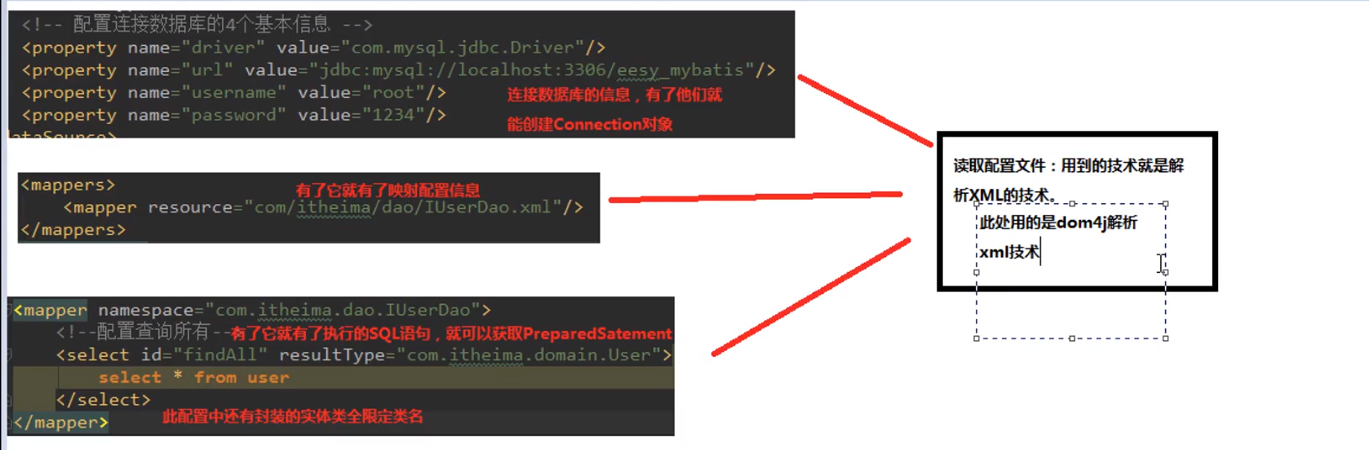 <!-- 配置连接数据库的4个基本信息 -->
<property name="driver" value="com.mysql.jdbc.Driver"/>
<property name="url" value="jdbc:mysql://localhost:3306/eesy_mybatis"/>
<property name="username" value="root"/>
<property name="password" value="1234"/>
dataSource>
连接数据库的信息，有了他们就
能创建Connection对象
<mappers>
<mapper resource="com/itheima/dao/IUserDao.xml"/>
</mappers>
有了它就有了映射配置信息
<mapper namespace="com.itheima.dao.IUserDao">
<!--配置查询所有--
有了它就有了执行的SQL语句，就可以获取PreparedSatement
<select id="findAll" resultType="com.itheima.domain.User">
select * from user
</select>
</mapper>
此配置中还有封装的实体类全限定类名
读取配置文件：用到的技术就是解
析XML的技术。
此处用的是dom4j解析
xml技术